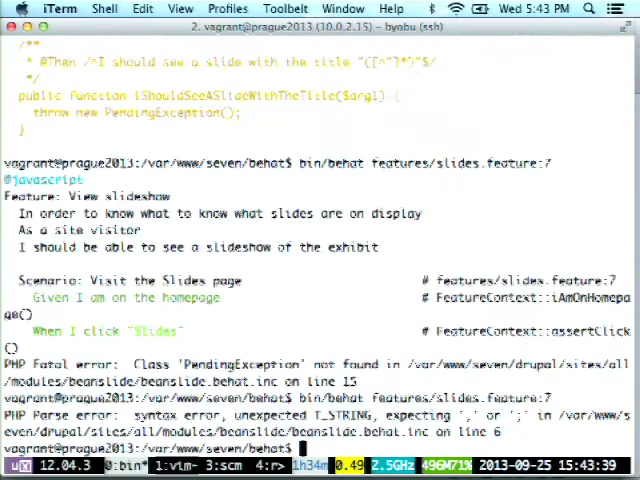 iTerm Shell Edit View Profiles Toolbelt Window Help Wed 5:43 PM
2. vagrant@prague2013 (10.0.2.15) - byobu (ssh)
/**
* @Then /^I should see a slide with the title "([^"]*)"$/
*/
public function iShouldSeeASlideWithTheTitle($arg1) {
throw new PendingException();
}
vagrant@prague2013:/var/www/seven/behat$ bin/behat features/slides.feature:7
@javascript
Feature: View slideshow
In order to know what to know what slides are on display
As a site visitor
I should be able to see a slideshow of the exhibit
Scenario: Visit the Slides page # features/slides.feature:7
Given I am on the homepage # FeatureContext::iAmOnHomepa
ge()
When I click "Slides" # FeatureContext::assertClick
()
PHP Fatal error: Class 'PendingException' not found in /var/www/seven/drupal/sites/all
/modules/beanslide/beanslide.behat.inc on line 15
vagrant@prague2013:/var/www/seven/behat$ bin/behat features/slides.feature:7
PHP Parse error: syntax error, unexpected T_STRING, expecting ',' or ';' in /var/www/s
even/drupal/sites/all/modules/beanslide/beanslide.behat.inc on line 6
vagrant@prague2013:/var/www/seven/behat$
12.04.3 0:bin* 1:vim- 3:scm 4:r> 1h34m 0.49 2.5GHz 496M71% 2013-09-25 5:43:39